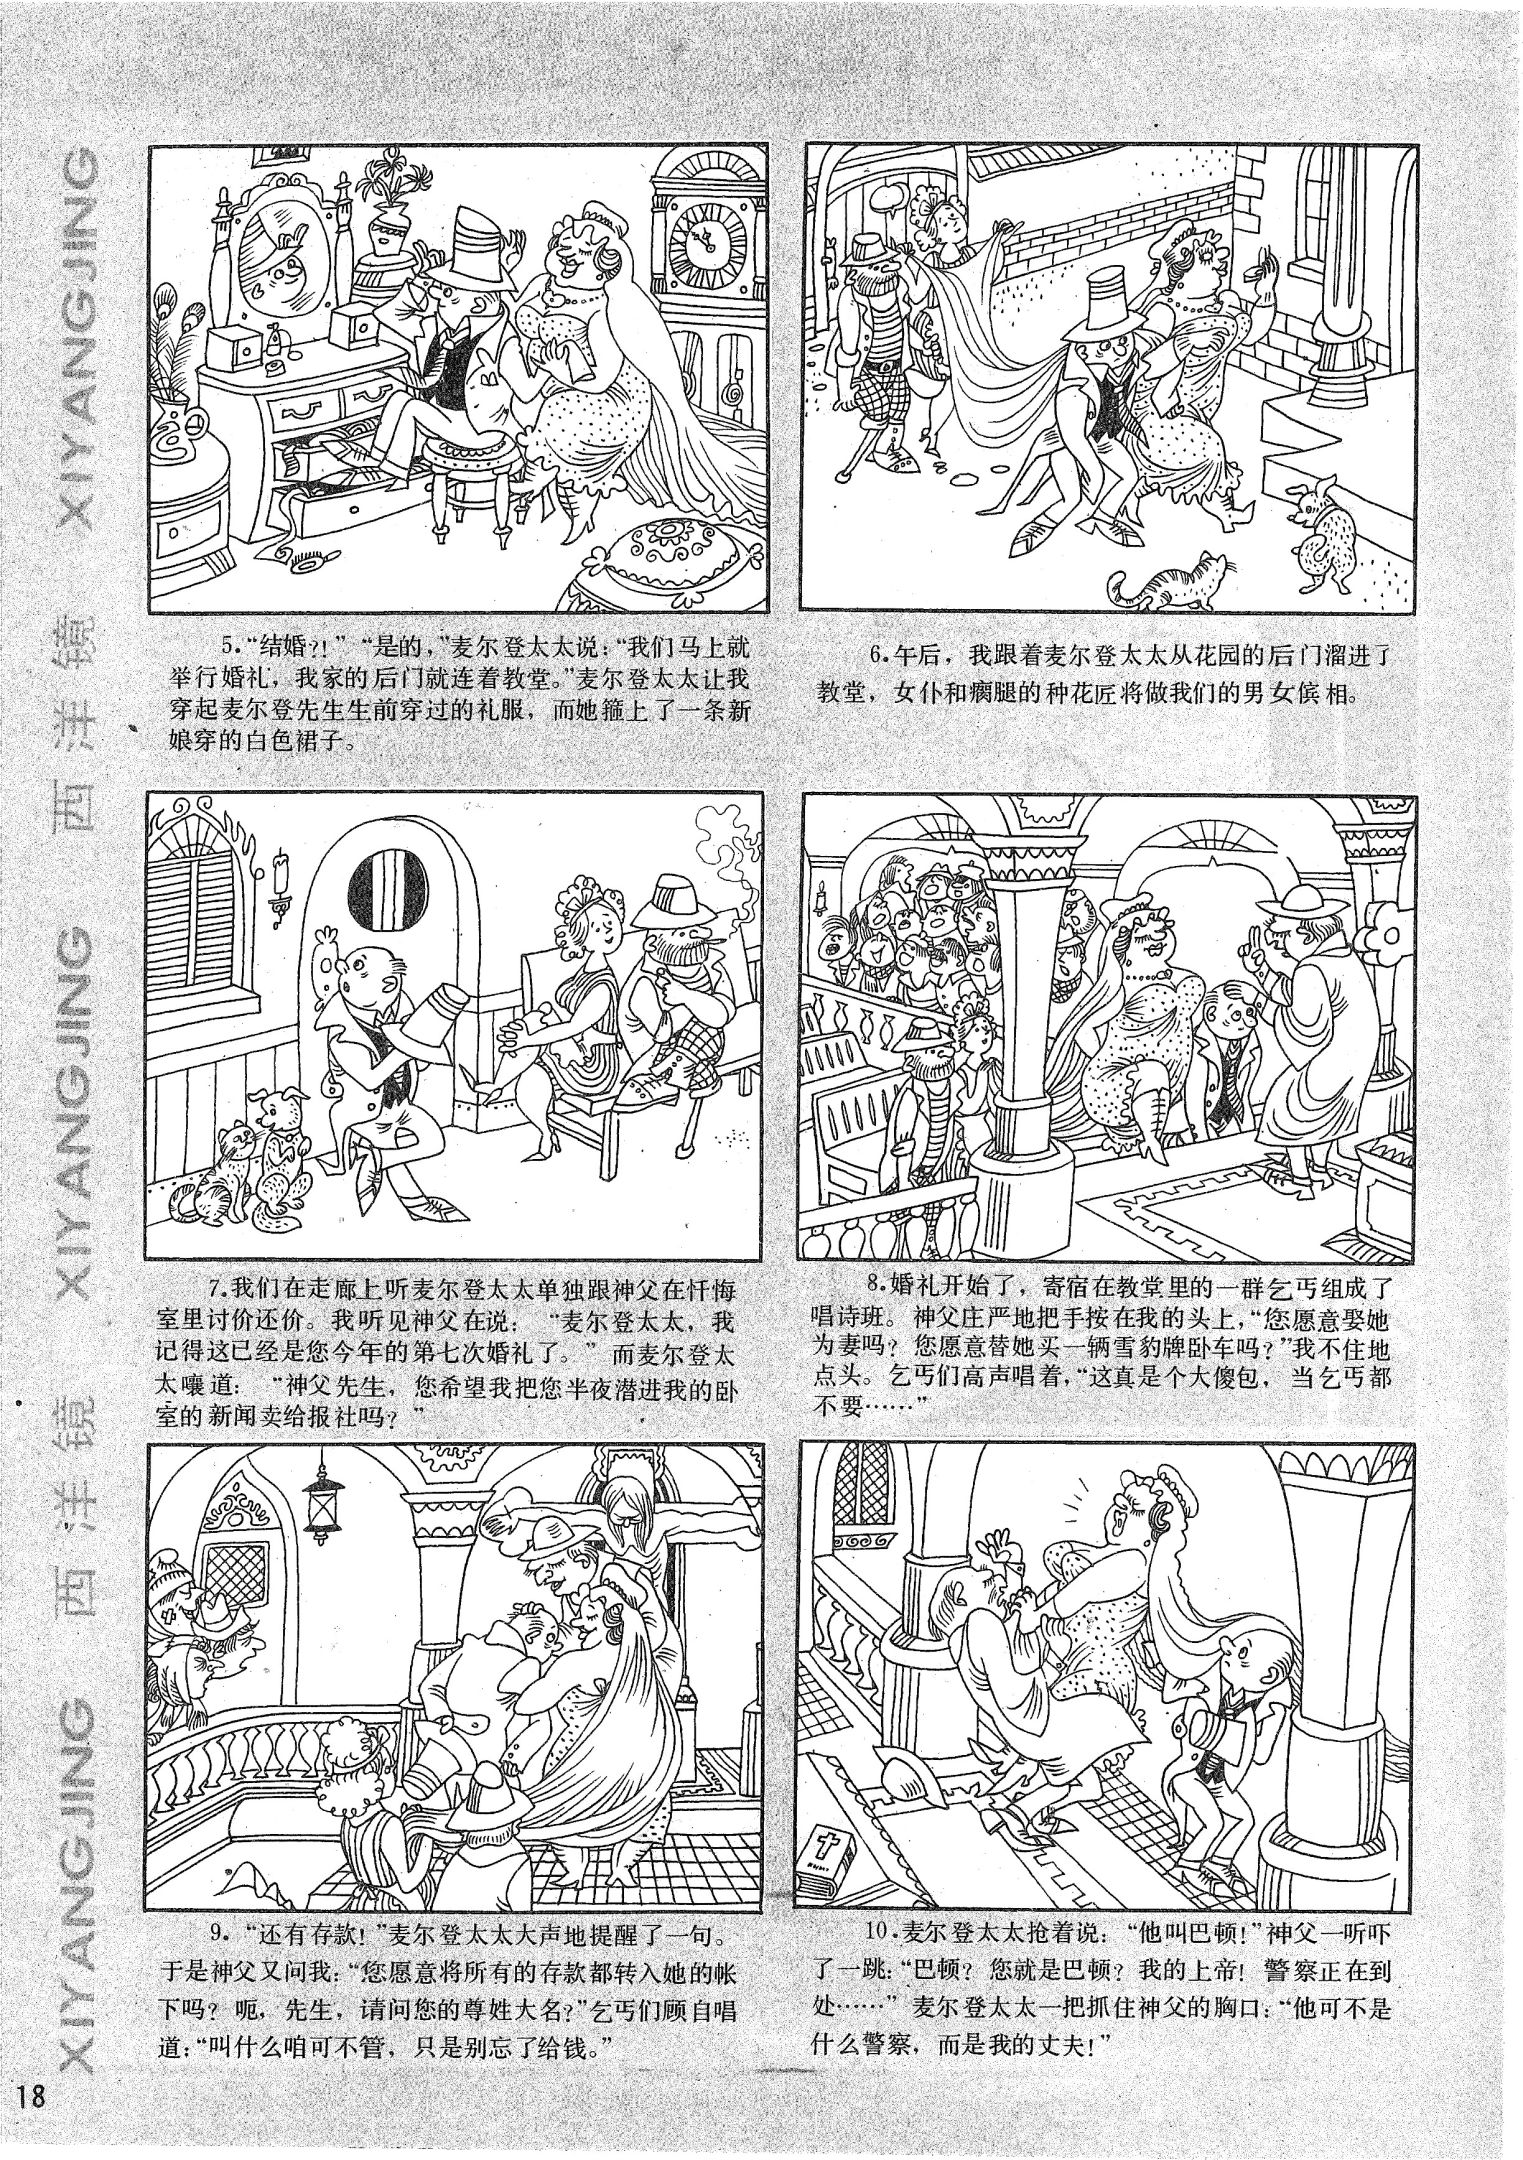 5.“结婚?!”“是的,”麦尔登太太说:“我们马上就
举行婚礼，我家的后门就连着教堂。”麦尔登太太让我
穿起麦尔登先生生前穿过的礼服，而她箍上了一条新
娘穿的白色裙子。
6.午后，我跟着麦尔登太太从花园的后门溜进了
教堂，女仆和瘸腿的种花匠将做我们的男女傧相。
7.我们在走廊上听麦尔登太太单独跟神父在忏悔
室里讨价还价。我听见神父在说：“麦尔登太太，我
记得这已经是您今年的第七次婚礼了。”而麦尔登太
太嚷道：“神父先生，您希望我把您半夜潜进我的卧
室的新闻卖给报社吗？”
8.婚礼开始了，寄宿在教堂里的一群乞丐组成了
唱诗班。神父庄严地把手按在我的头上，“您愿意娶她
为妻吗？您愿意替她买一辆雪豹牌卧车吗？”我不住地
点头。乞丐们高声唱着，“这真是个大傻包，当乞丐都
不要……”
9.“还有存款！”麦尔登太太大声地提醒了一句。
于是神父又问我：“您愿意将所有的存款都转入她的帐
下吗？呃，先生，请问您的尊姓大名？”乞丐们顾自唱
道：“叫什么咱可不管，只是别忘了给钱。”
10.麦尔登太太抢着说：“他叫巴顿！”神父一听吓
了一跳：“巴顿？您就是巴顿？我的上帝！警察正在到
处……”麦尔登太太一把抓住神父的胸口：“他可不是
什么警察，而是我的丈夫！”
XIYANGJING 西洋镜 XIYANGJING 西洋镜 XIYANGJING
18